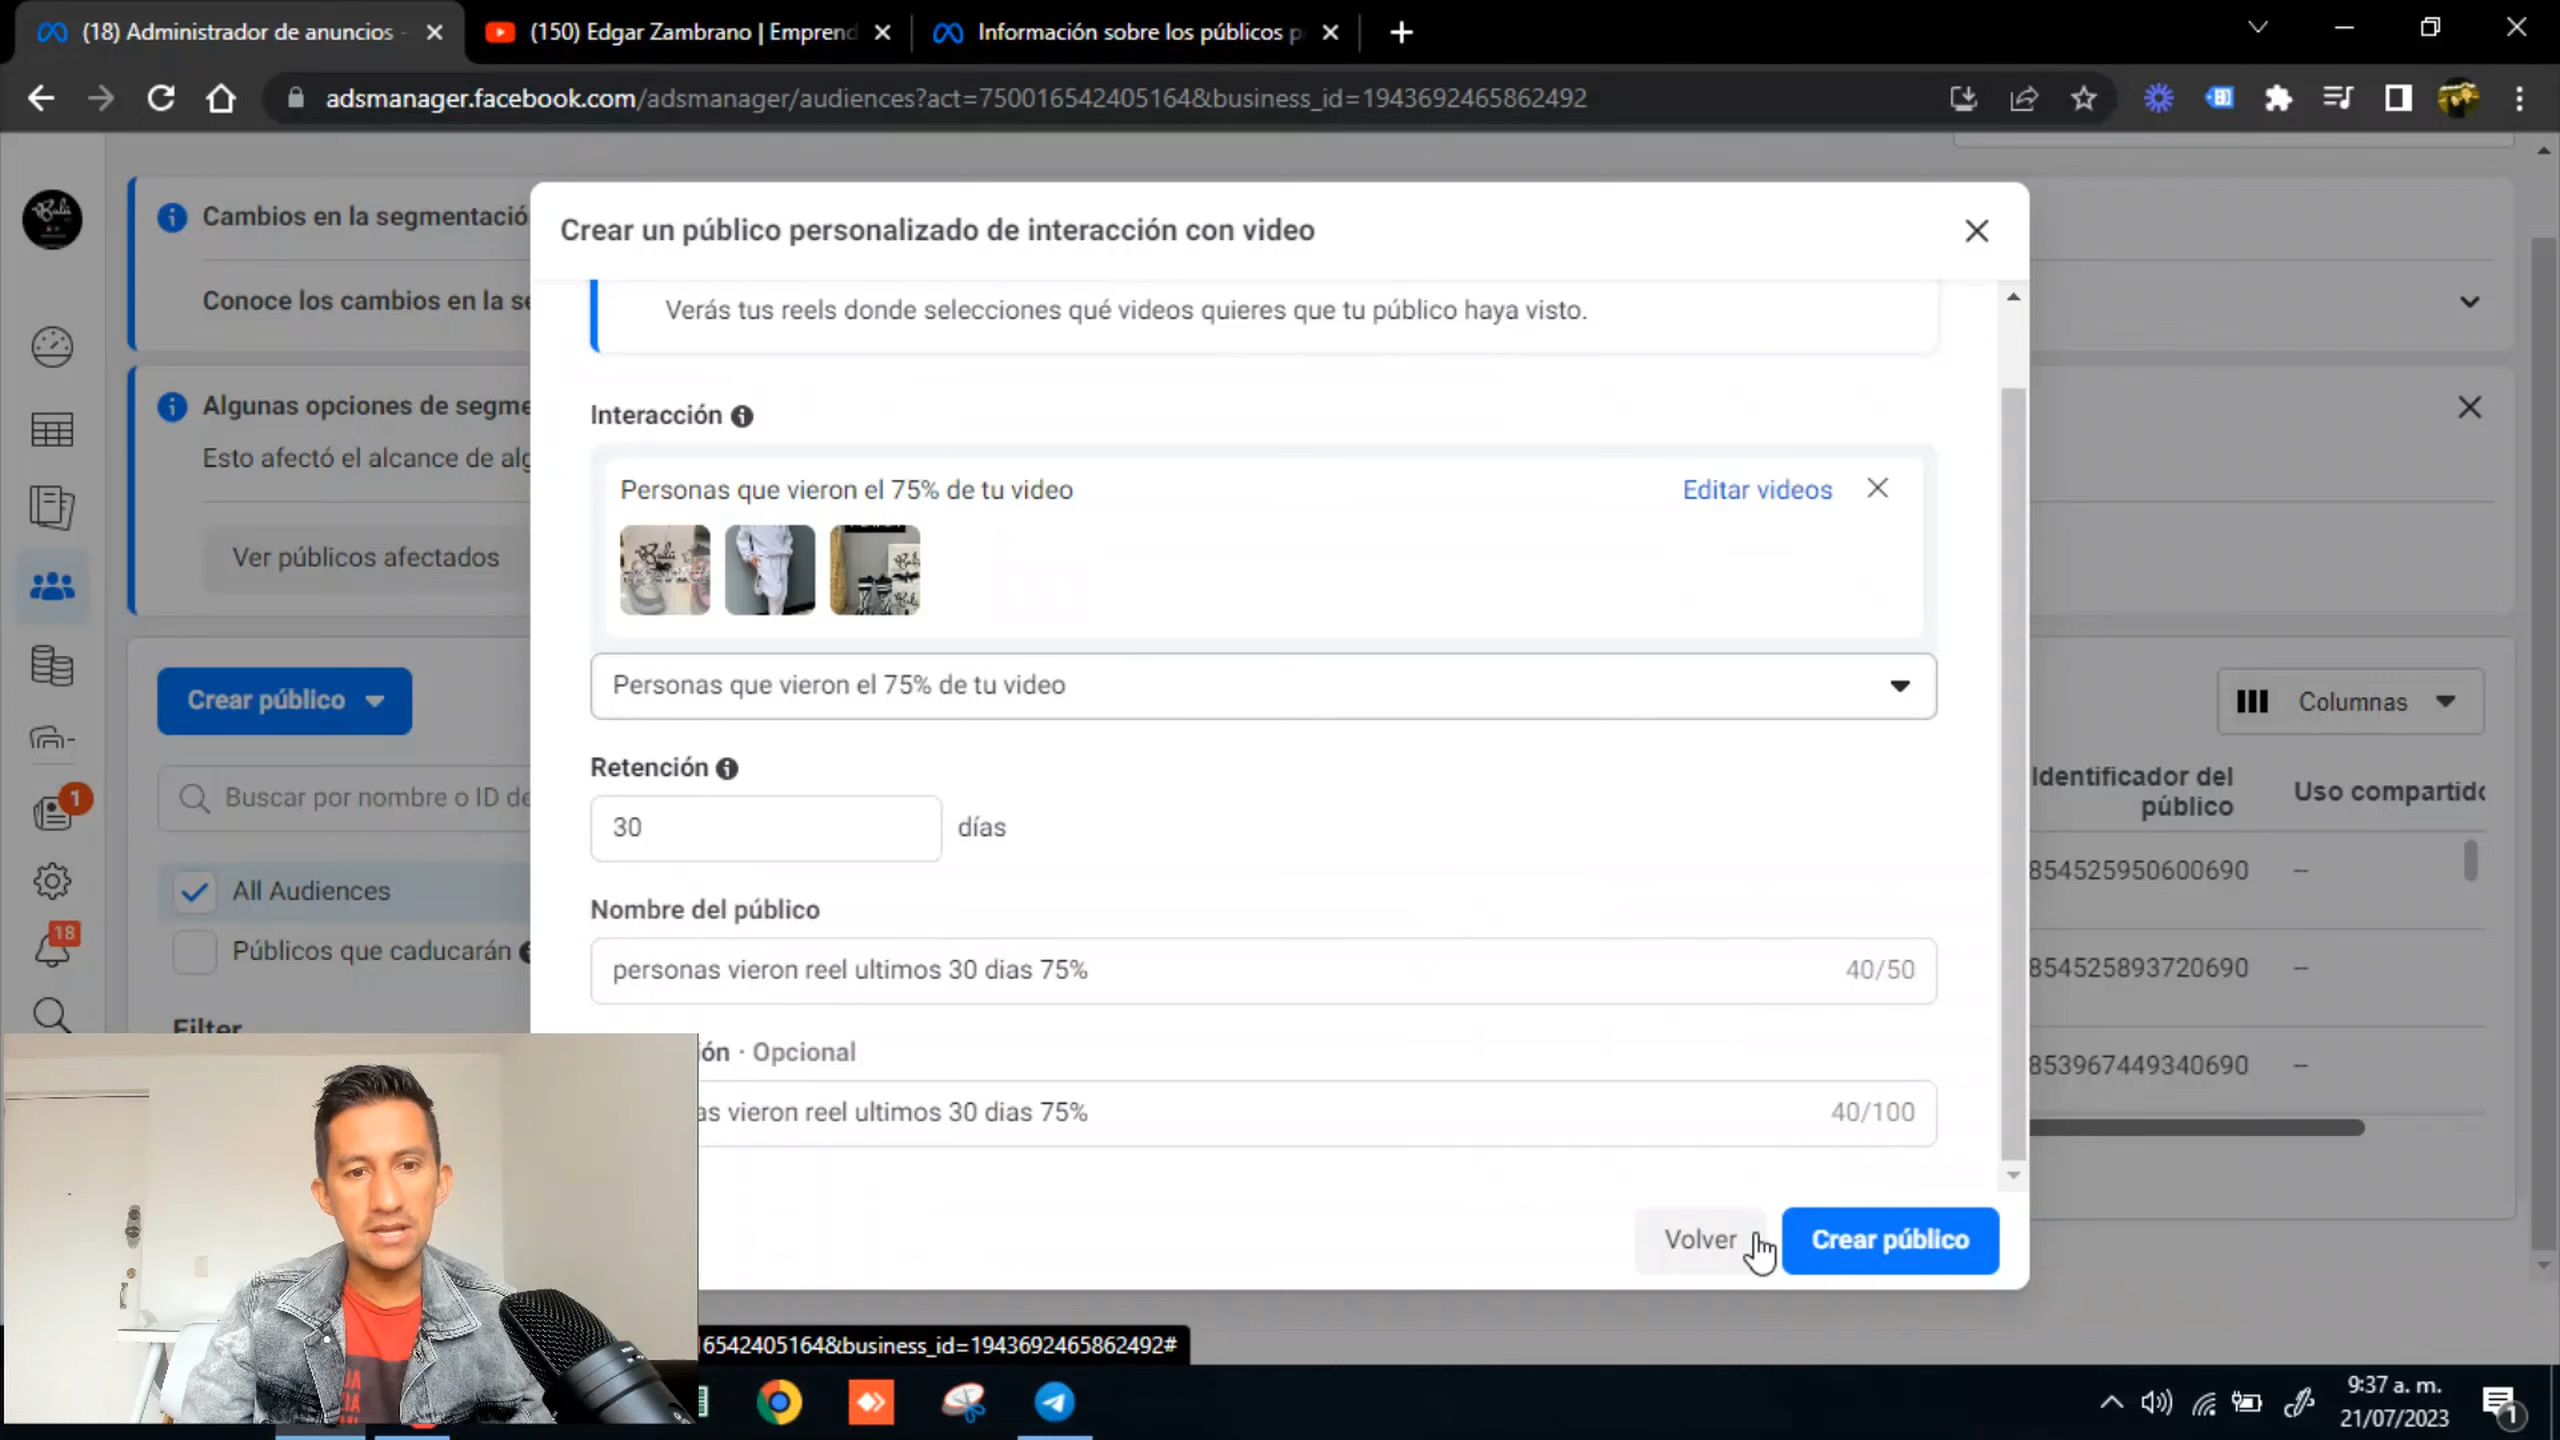 (18) Administrador de anuncios -
(150) Edgar Zambrano | Emprend
Información sobre los públicos p
adsmanager.facebook.com/adsmanager/audiences?act=750016542405164&business_id=1943692465862492
Cambios en la segmentació
Conoce los cambios en la se
Algunas opciones de segme
Esto afectó el alcance de alg
Ver públicos afectados
Crear público
Buscar por nombre o ID de
All Audiences
Públicos que caducarán
Filter
1
18
Crear un público personalizado de interacción con video
Verás tus reels donde selecciones qué videos quieres que tu público haya visto.
Interacción
Personas que vieron el 75% de tu video
Editar videos
Personas que vieron el 75% de tu video
Retención
30
días
Nombre del público
personas vieron reel ultimos 30 dias 75%
40/50
ón · Opcional
as vieron reel ultimos 30 dias 75%
40/100
Volver
Crear público
Columnas
Identificador del
público
Uso compartido
854525950600690
--
854525893720690
--
853967449340690
--
16542405164&business_id=1943692465862492#
9:37 a. m.
21/07/2023
1